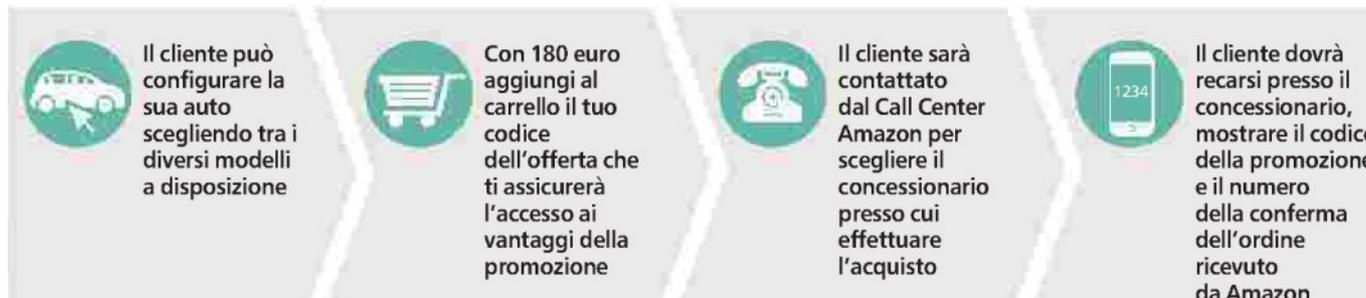 Il cliente può
configurare la
sua auto
scegliendo tra i
diversi modelli
a disposizione
Con 180 euro
aggiungi al
carrello il tuo
codice
dell'offerta che
ti assicurerà
l'accesso ai
vantaggi della
promozione
Il cliente sarà
contattato
dal Call Center
Amazon per
scegliere il
concessionario
presso cui
effettuare
l'acquisto
1234
Il cliente dovrà
recarsi presso il
concessionario,
mostrare il codice
della promozione
e il numero
della conferma
dell'ordine
ricevuto
da Amazon